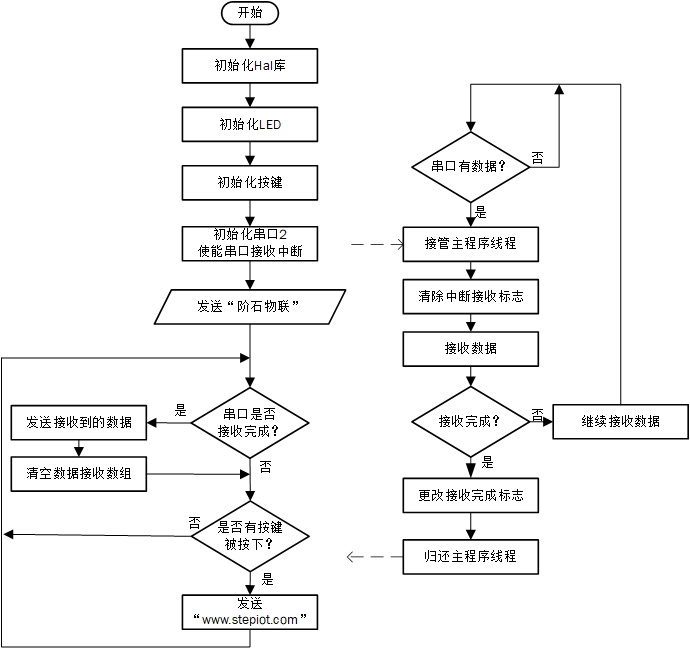 开始
初始化Hal库
初始化LED
初始化按键
初始化串口2
使能串口接收中断
发送“阶石物联”
串口是否
接收完成？
是
否
发送接收到的数据
清空数据接收数组
是否有按键
被按下？
否
是
发送
“www.stepiot.com”
串口有数据？
否
是
接管主程序线程
清除中断接收标志
接收数据
接收完成？
否
继续接收数据
是
更改接收完成标志
归还主程序线程